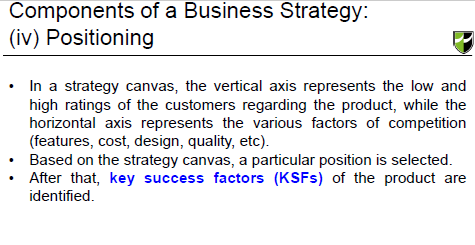 Components of a Business Strategy:
(iv) Positioning
• In a strategy canvas, the vertical axis represents the low and
high ratings of the customers regarding the product, while the
horizontal axis represents the various factors of competition
(features, cost, design, quality, etc).
• Based on the strategy canvas, a particular position is selected.
• After that, key success factors (KSFs) of the product are
identified.